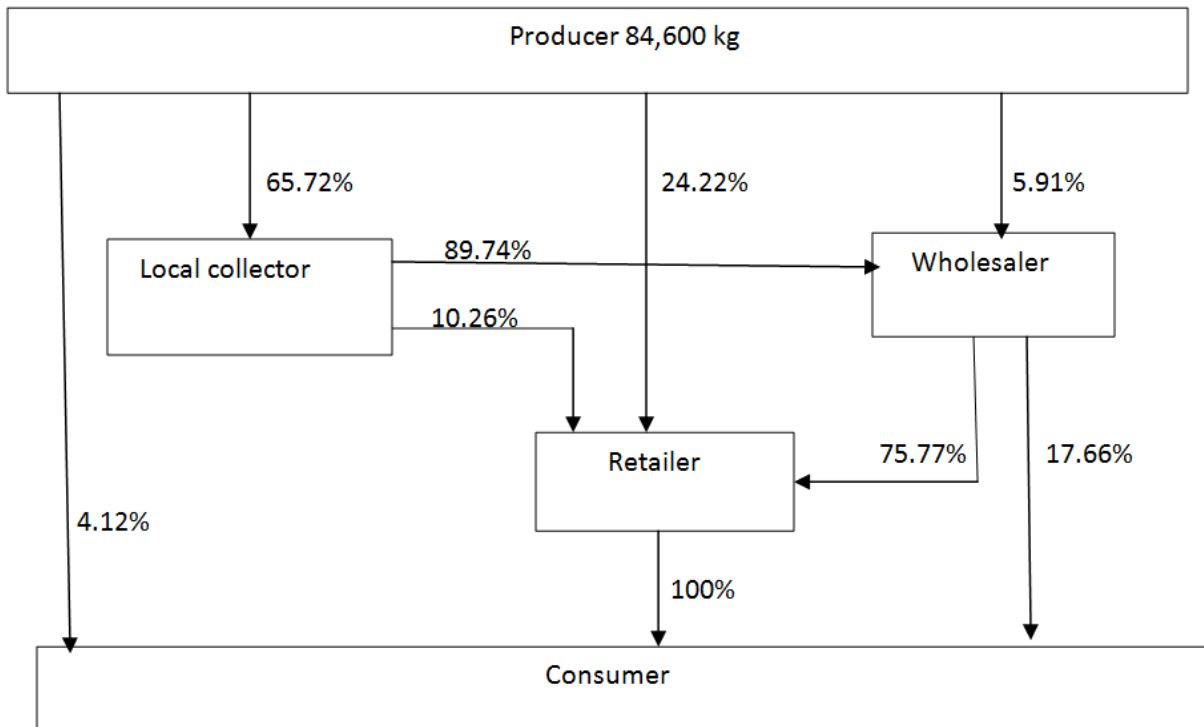 Producer 84,600 kg
65.72%
24.22%
5.91%
Local collector
89.74%
Wholesaler
10.26%
Retailer
75.77%
17.66%
4.12%
100%
Consumer